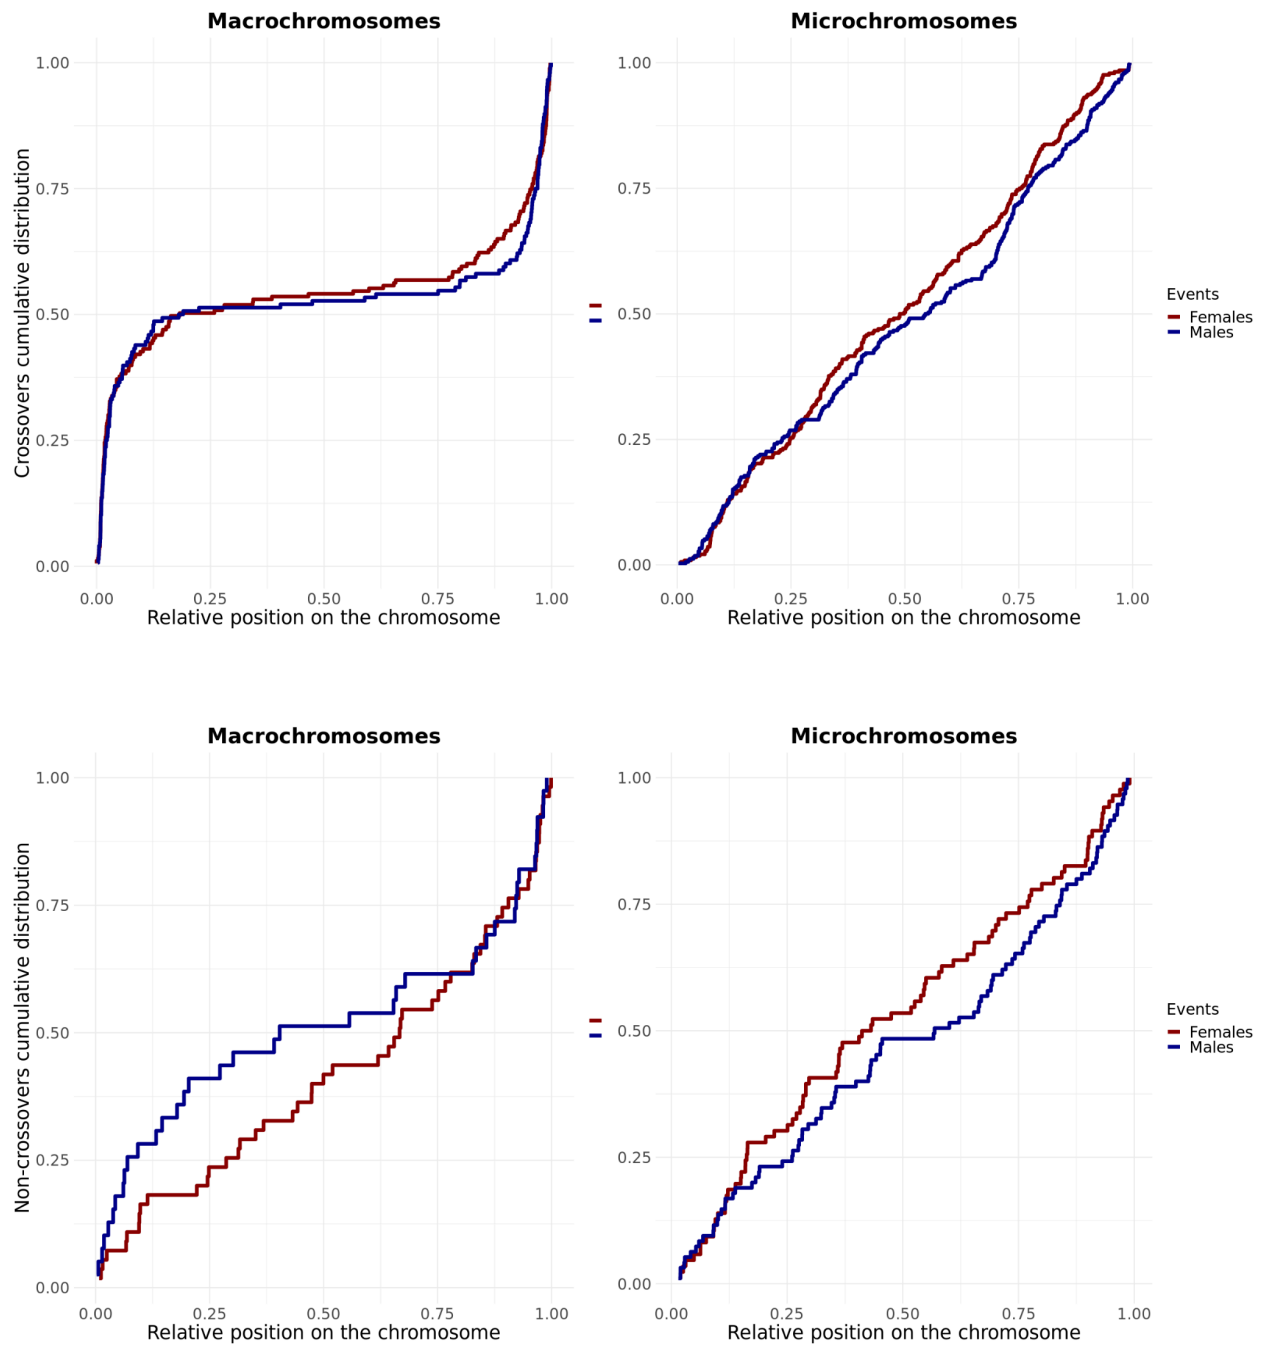 Macrochromosomes
Microchromosomes
Crossovers cumulative distribution
1.00
0.75
0.50
0.25
0.00
0.00 0.25 0.50 0.75 1.00
Relative position on the chromosome
1.00
0.75
0.50
0.25
0.00
0.00 0.25 0.50 0.75 1.00
Relative position on the chromosome
Events
Females
Males
Macrochromosomes
Microchromosomes
Non-crossovers cumulative distribution
1.00
0.75
0.50
0.25
0.00
0.00 0.25 0.50 0.75 1.00
Relative position on the chromosome
1.00
0.75
0.50
0.25
0.00
0.00 0.25 0.50 0.75 1.00
Relative position on the chromosome
Events
Females
Males